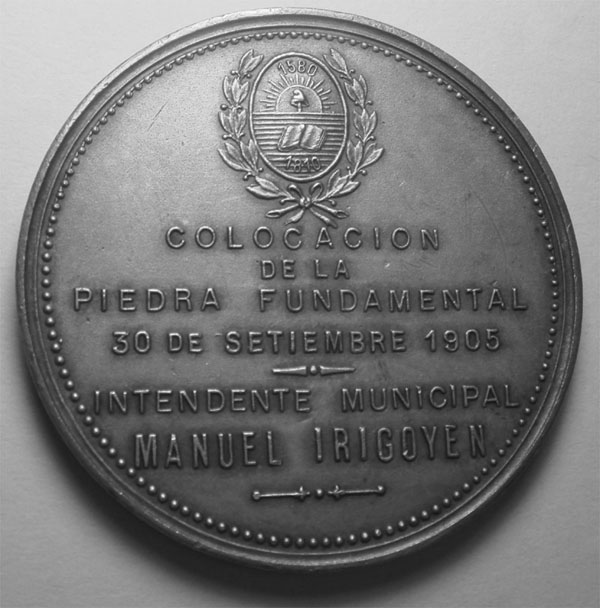 1580
1810
COLOCACION
DE LA
PIEDRA FUNDAMENTAL
30 DE SETIEMBRE 1905
INTENDENTE MUNICIPAL
MANUEL IRIGOYEN